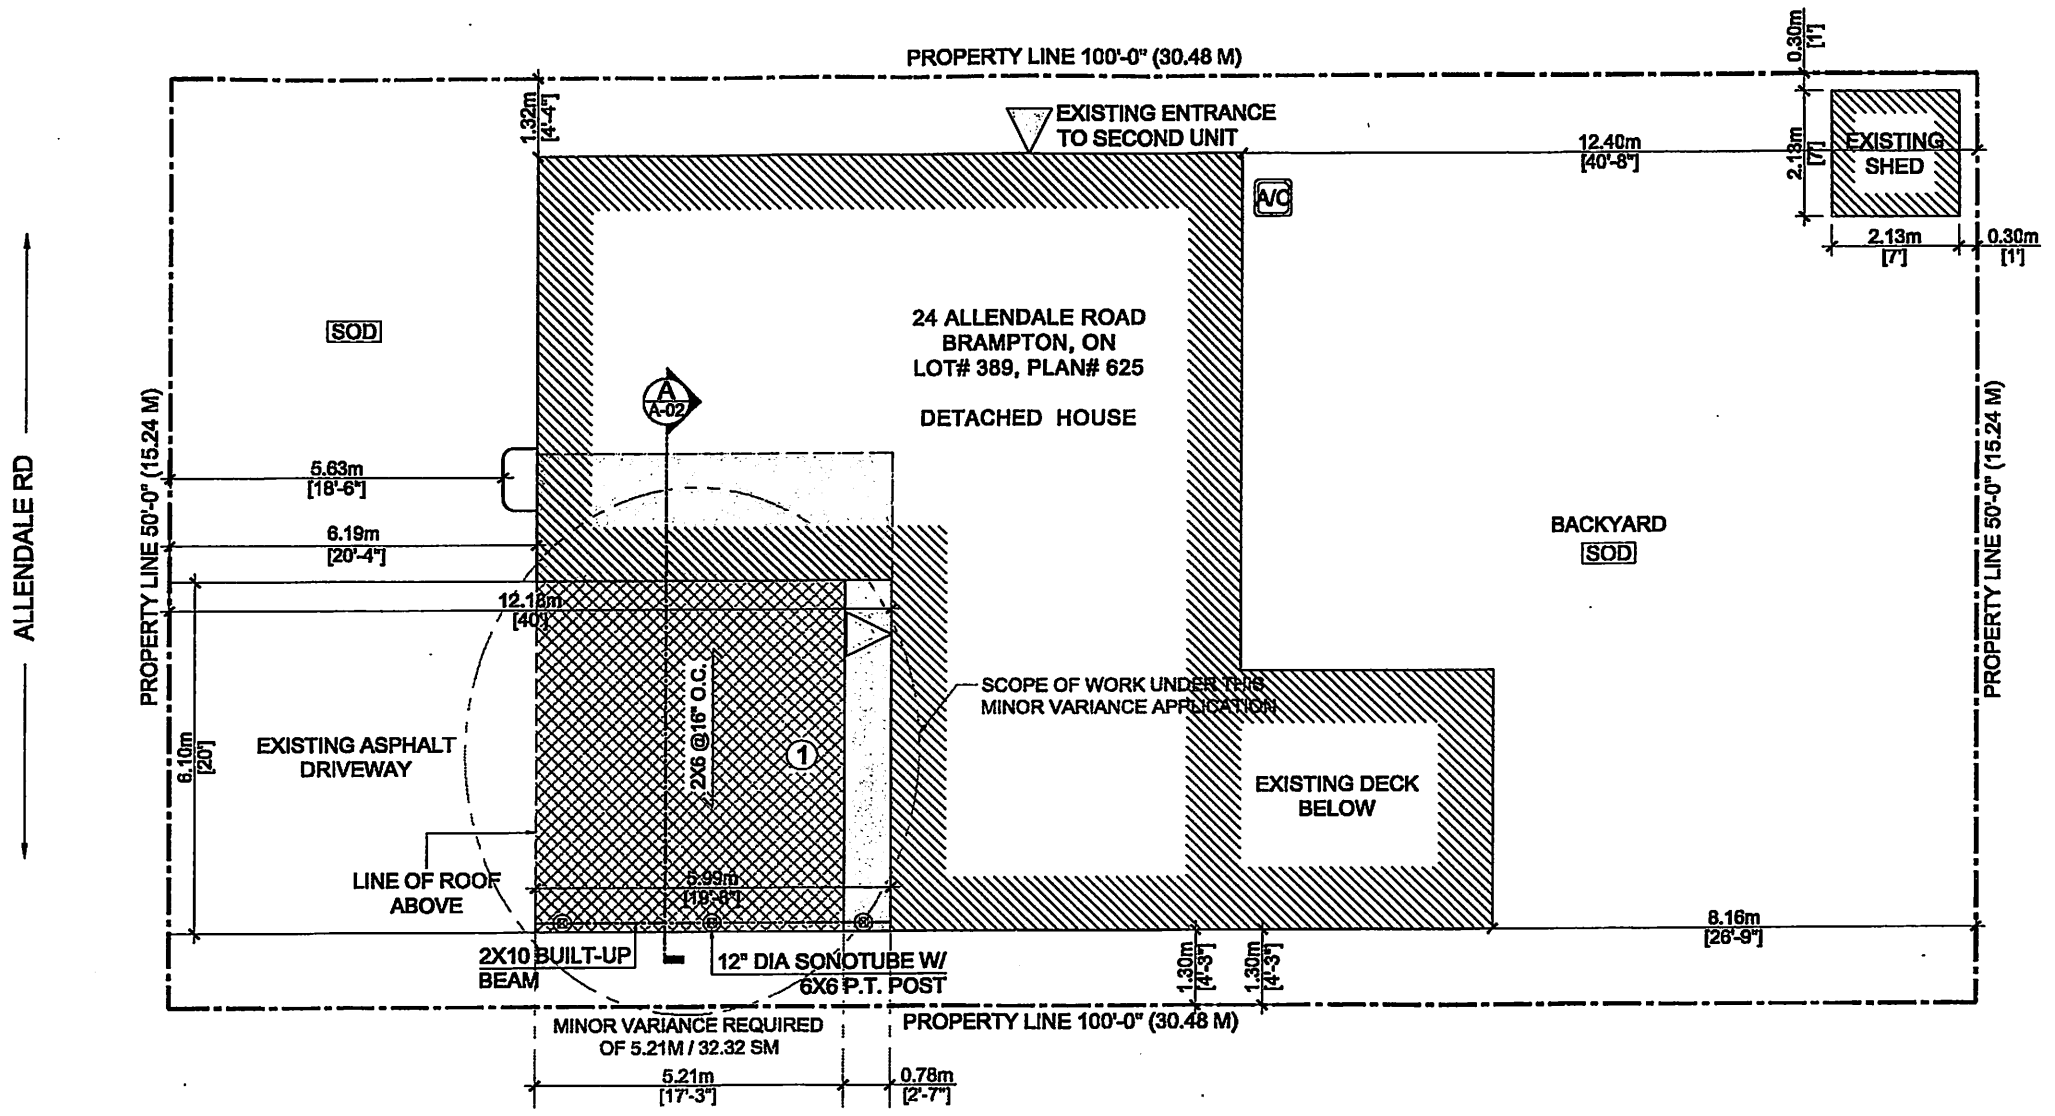 PROPERTY LINE 100'-0" (30.48 M)
0.30m
[1']
1.32m
[4'-4"]
EXISTING ENTRANCE
TO SECOND UNIT
12.40m
[40'-8"]
2.13m
[7']
EXISTING
SHED
A/C
2.13m
[7']
0.30m
[1']
SOD
24 ALLENDALE ROAD
BRAMPTON, ON
LOT# 389, PLAN# 625
DETACHED HOUSE
A
A-02
ALLENDALE RD
PROPERTY LINE 50'-0" (15.24 M)
5.63m
[18'-6"]
6.19m
[20'-4"]
12.18m
[40']
BACKYARD
SOD
PROPERTY LINE 50'-0" (15.24 M)
2X6 @16" O.C.
SCOPE OF WORK UNDER THIS
MINOR VARIANCE APPLICATION
6.10m
[20']
EXISTING ASPHALT
DRIVEWAY
1
EXISTING DECK
BELOW
LINE OF ROOF
ABOVE
5.99m
[19'-8"]
8.16m
[26'-9"]
2X10 BUILT-UP
BEAM
12" DIA SONOTUBE W/
6X6 P.T. POST
1.30m
[4'-3"]
1.30m
[4'-3"]
MINOR VARIANCE REQUIRED
OF 5.21M / 32.32 SM
PROPERTY LINE 100'-0" (30.48 M)
5.21m
[17'-3"]
0.78m
[2'-7"]